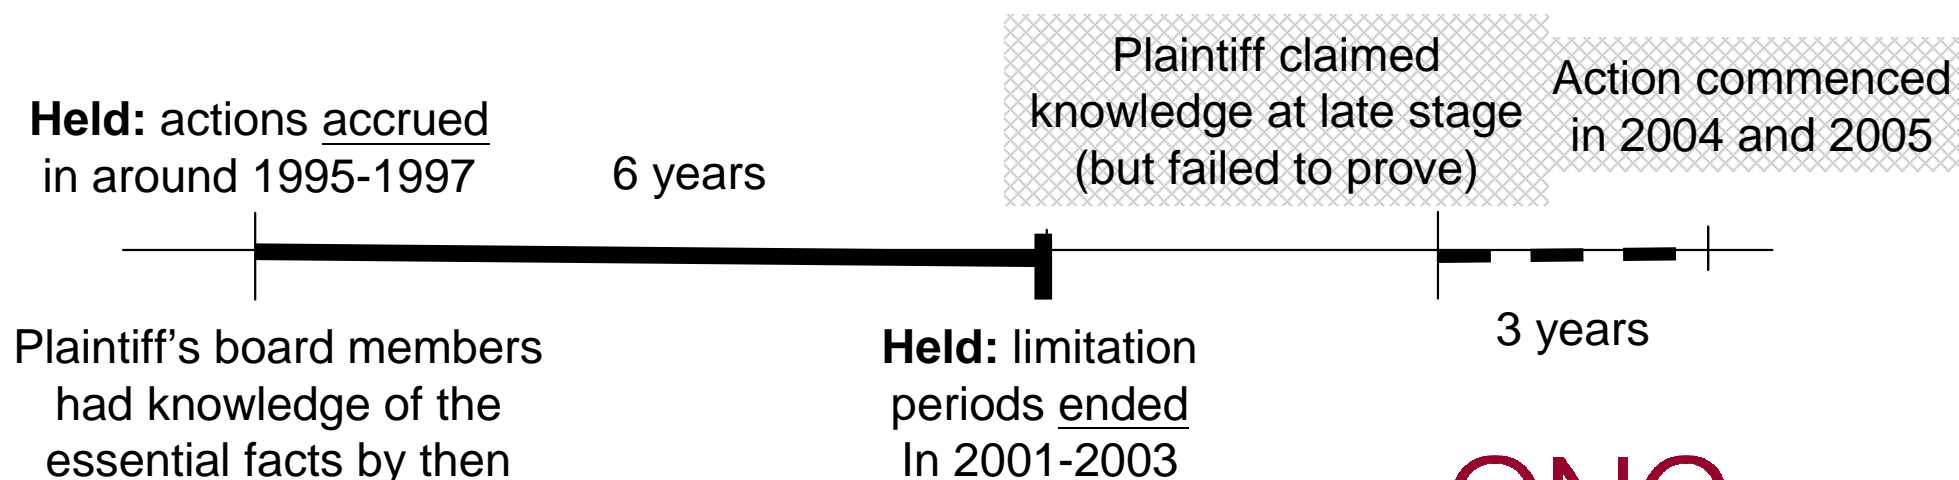 Plaintiff claimed
knowledge at late stage
(but failed to prove)
Action commenced
in 2004 and 2005
Held: actions accrued
in around 1995-1997
6 years
3 years
Plaintiff’s board members
had knowledge of the
essential facts by then
Held: limitation
periods ended
In 2001-2003
ONC